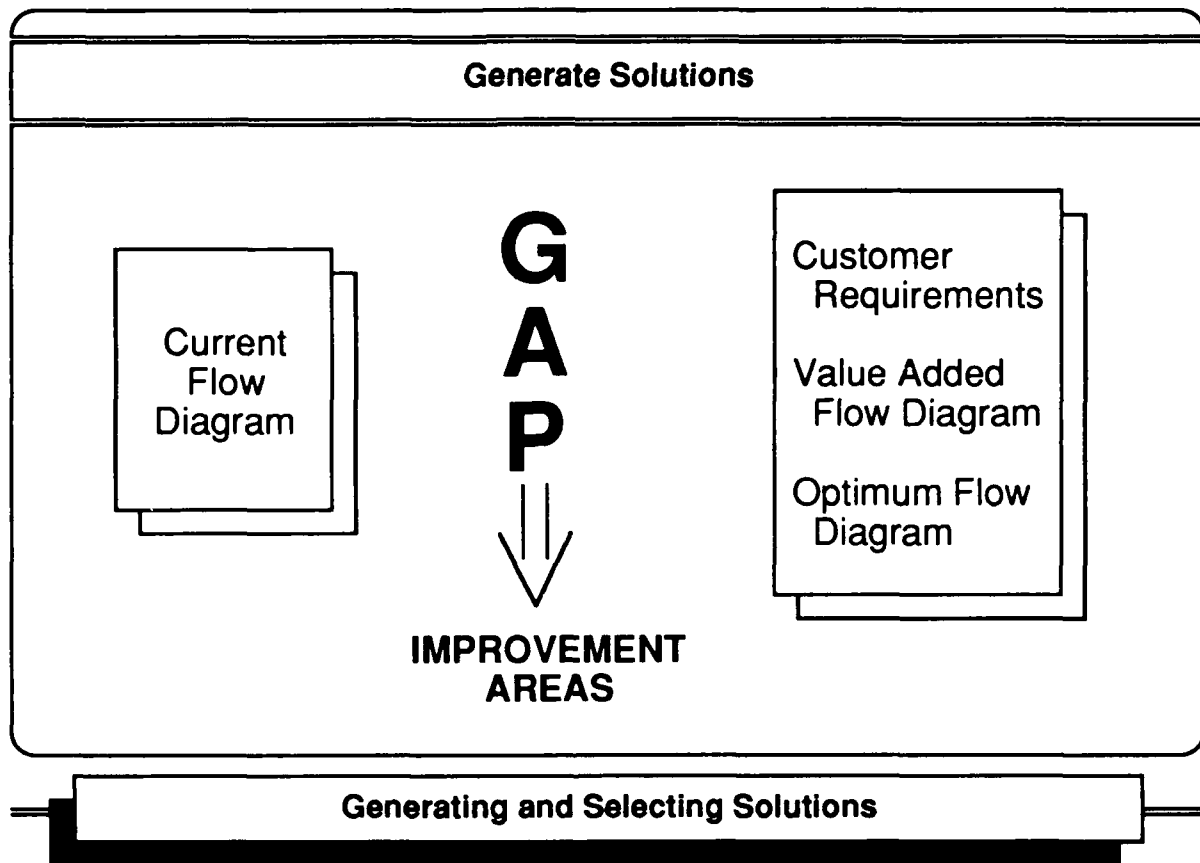 Generate Solutions
Current
Flow
Diagram
G
A
P
IMPROVEMENT
AREAS
Customer
Requirements
Value Added
Flow Diagram
Optimum Flow
Diagram
Generating and Selecting Solutions